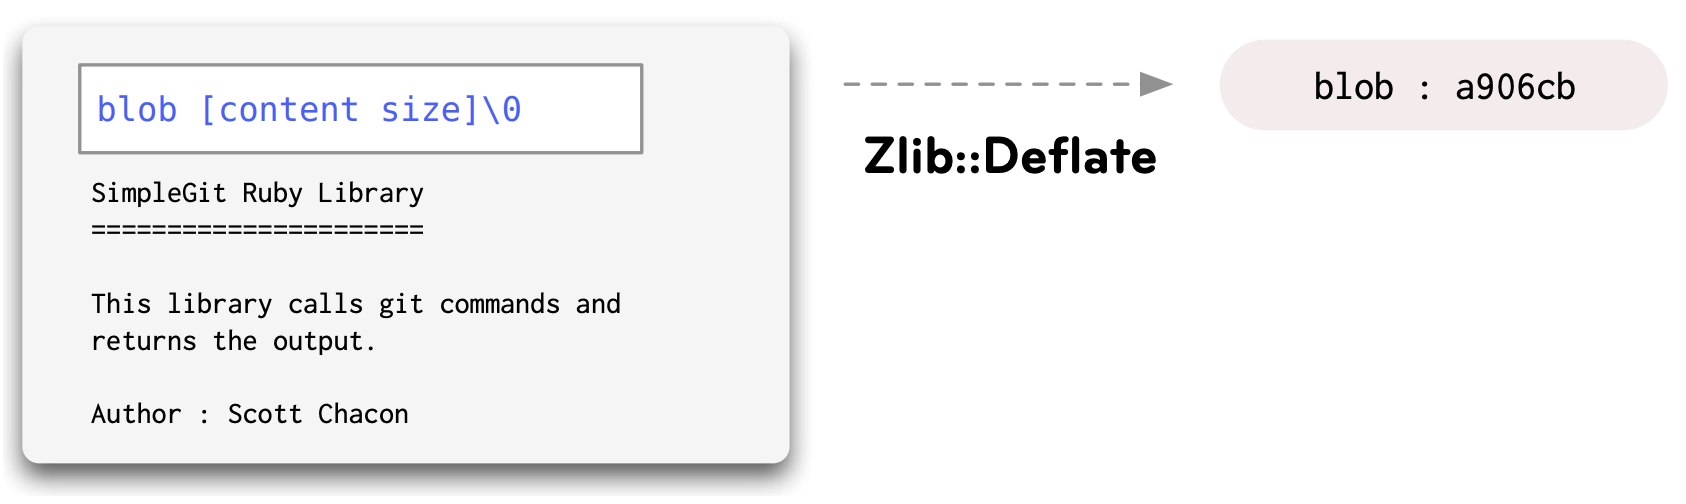 blob [content size]\0
SimpleGit Ruby Library
======================
This library calls git commands and
returns the output.
Author : Scott Chacon
Zlib::Deflate
blob : a906cb